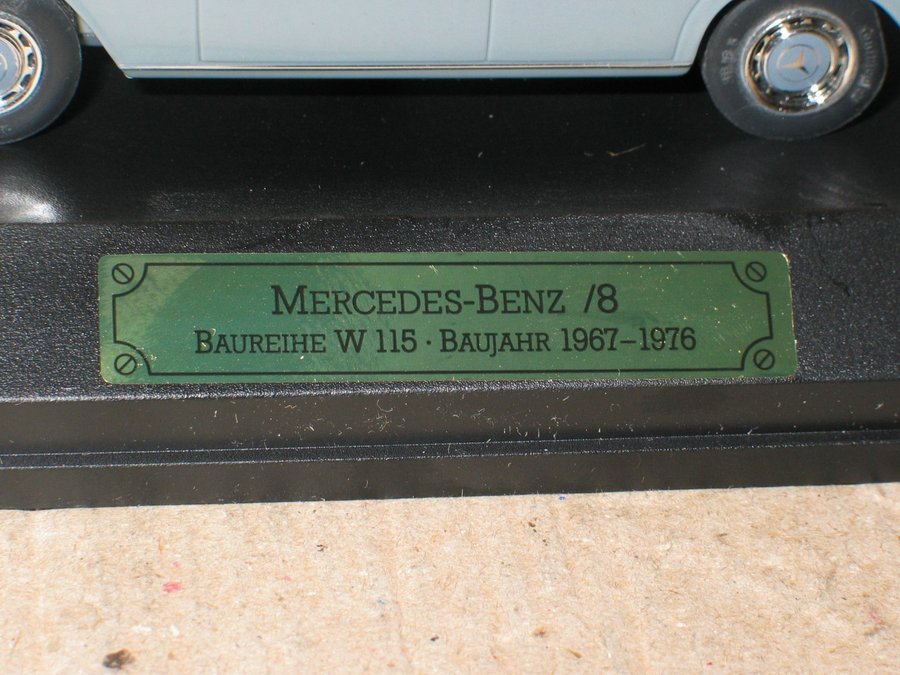 MERCEDES-BENZ /8
BAUREIHE W 115 · BAUJAHR 1967–1976